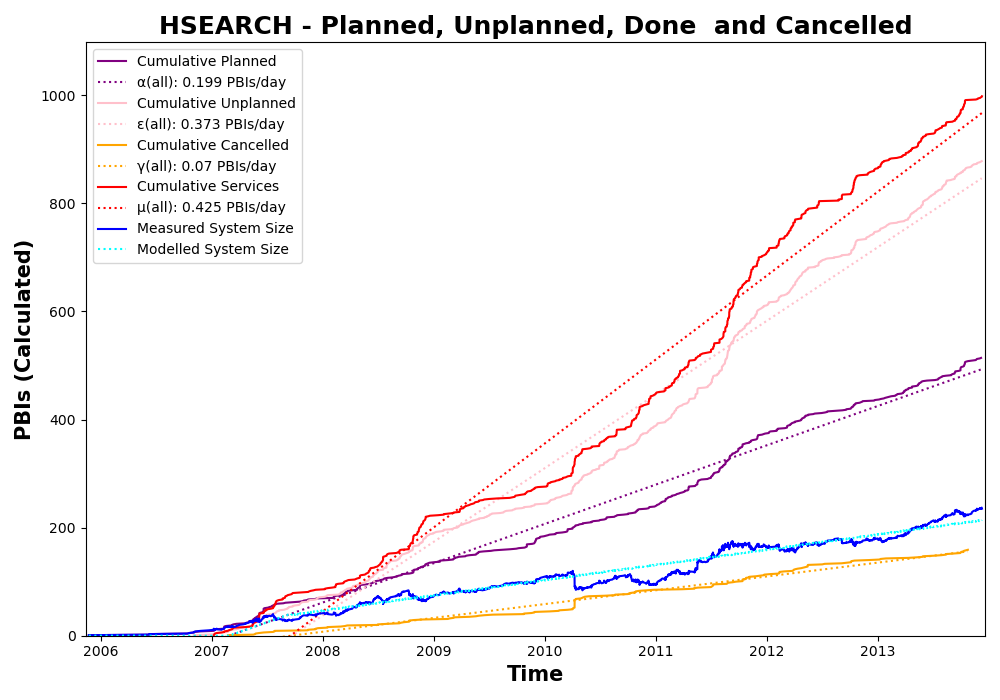 HSEARCH - Planned, Unplanned, Done  and Cancelled
Cumulative Planned
α(all): 0.199 PBIs/day
Cumulative Unplanned
ε(all): 0.373 PBIs/day
Cumulative Cancelled
γ(all): 0.07 PBIs/day
Cumulative Services
μ(all): 0.425 PBIs/day
Measured System Size
Modelled System Size
PBIs (Calculated)
1000
800
600
400
200
0
2006 2007 2008 2009 2010 2011 2012 2013
Time